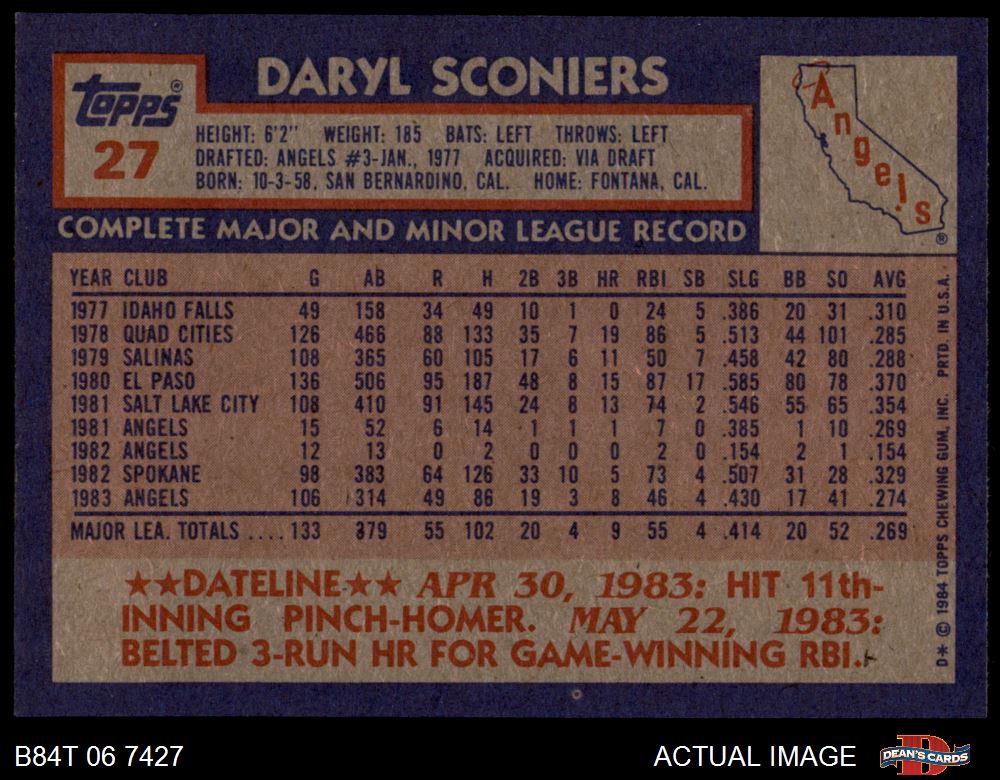 Topps®
27
DARYL SCONIERS
HEIGHT: 6'2" WEIGHT: 185 BATS: LEFT THROWS: LEFT
DRAFTED: ANGELS #3-JAN., 1977 ACQUIRED: VIA DRAFT
BORN: 10-3-58, SAN BERNARDINO, CAL. HOME: FONTANA, CAL.
Angels ®
COMPLETE MAJOR AND MINOR LEAGUE RECORD
YEAR CLUB G AB R H 2B 3B HR RBI SB SLG BB SO AVG
1977 IDAHO FALLS 49 158 34 49 10 1 0 24 5 .386 20 31 .310
1978 QUAD CITIES 126 466 88 133 35 7 19 86 5 .513 44 101 .285
1979 SALINAS 108 365 60 105 17 6 11 50 7 .458 42 80 .288
1980 EL PASO 136 506 95 187 48 8 15 87 17 .585 80 78 .370
1981 SALT LAKE CITY 108 410 91 145 24 8 13 74 2 .546 55 65 .354
1981 ANGELS 15 52 6 14 1 1 1 7 0 .385 1 10 .269
1982 ANGELS 12 13 0 2 0 0 0 2 0 .154 2 1 .154
1982 SPOKANE 98 383 64 126 33 10 5 73 4 .507 31 28 .329
1983 ANGELS 106 314 49 86 19 3 8 46 4 .430 17 41 .274
MAJOR LEA. TOTALS .... 133 379 55 102 20 4 9 55 4 .414 20 52 .269
★★DATELINE★★ APR 30, 1983: HIT 11th-
INNING PINCH-HOMER. MAY 22, 1983:
BELTED 3-RUN HR FOR GAME-WINNING RBI.
D* © 1984 TOPPS CHEWING GUM, INC. PRTD. IN U.S.A.
B84T 06 7427
ACTUAL IMAGE
DEAN'S CARDS